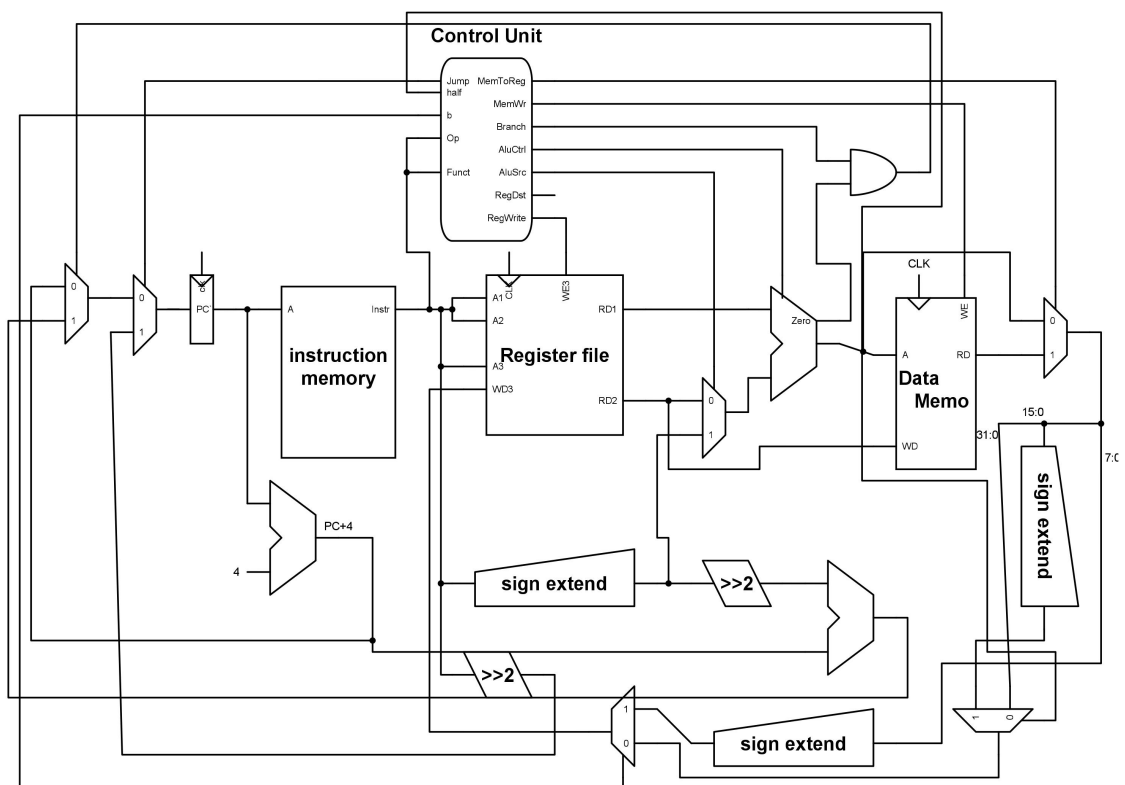 Control Unit
Jump
half
b
Op
Funct
MemToReg
MemWr
Branch
AluCtrl
AluSrc
RegDst
RegWrite
0
1
0
1
clk
PC'
A
Instr
instruction
memory
CLK
WE3
A1
A2
A3
WD3
RD1
RD2
Register file
0
1
Zero
CLK
WE
A
RD
WD
Data
Memo
0
1
15:0
31:0
7:0
sign extend
PC+4
4
sign extend
>>2
>>2
1
0
sign extend
1
0